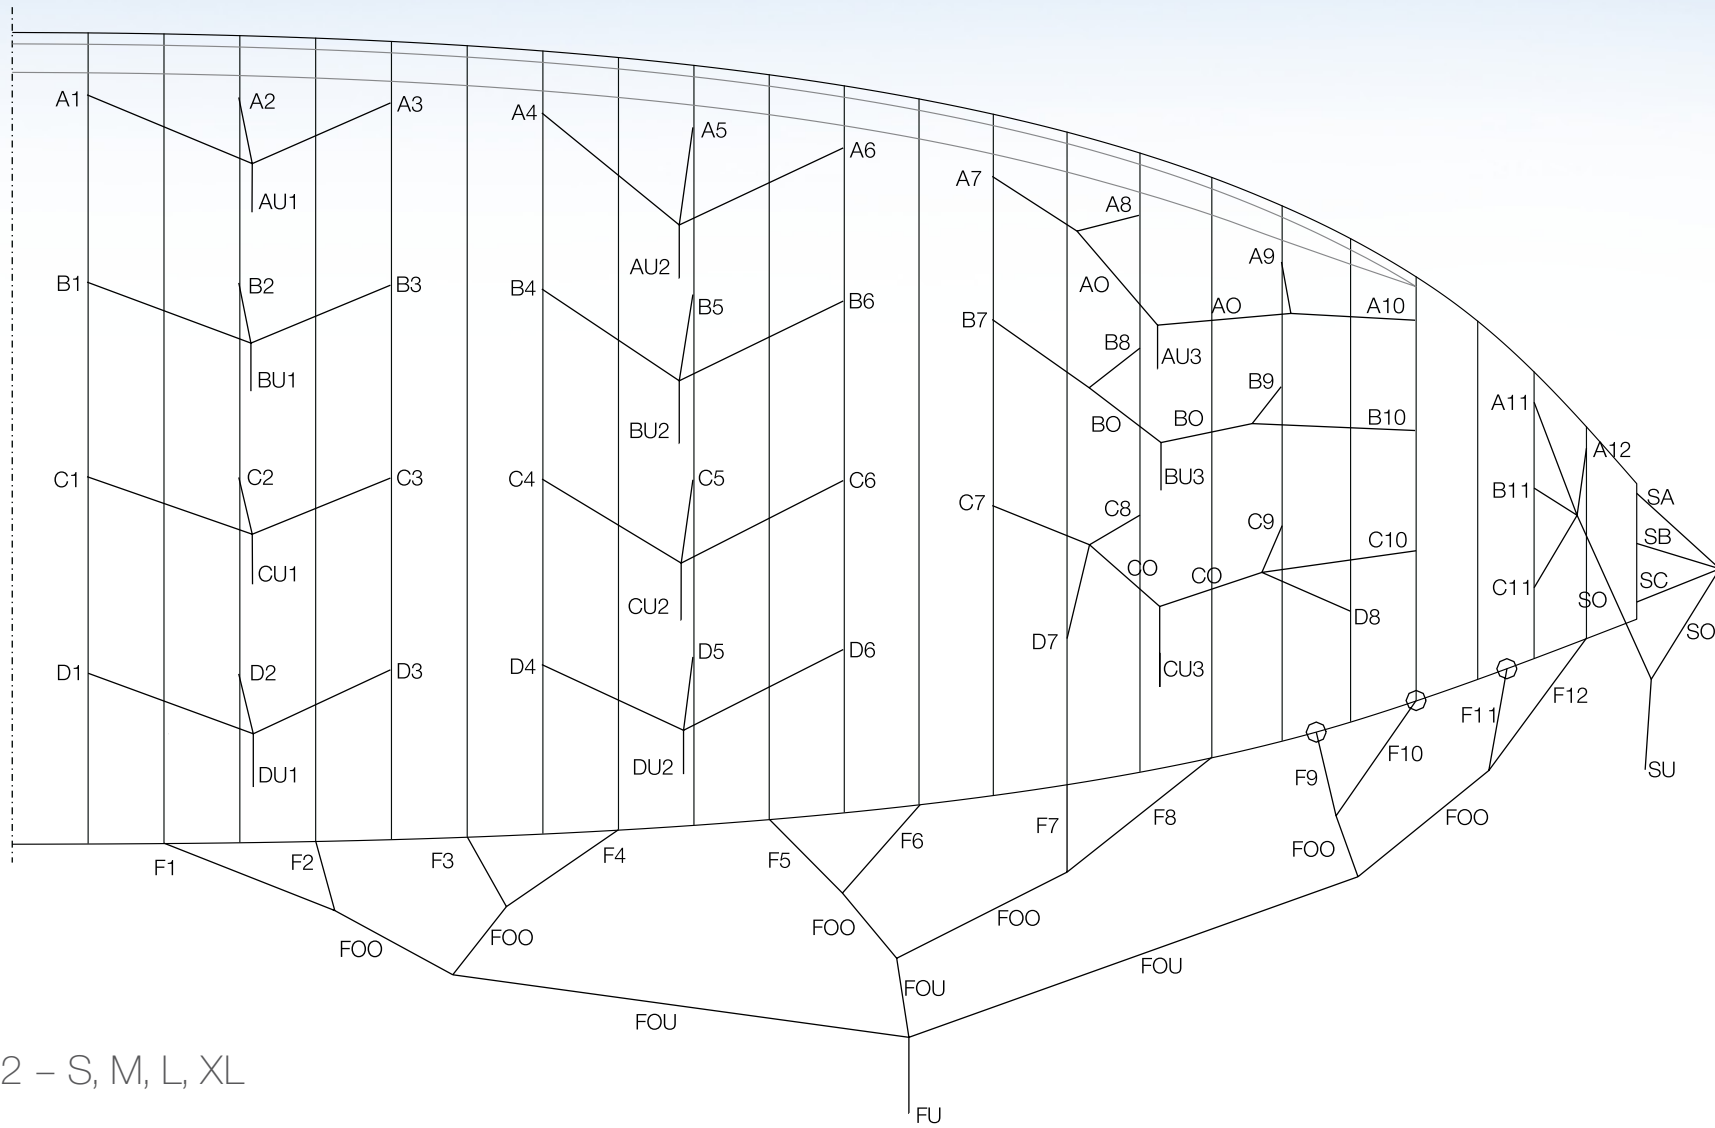 A1
A2
A3
AU1
A4
A5
A6
AU2
A7
A8
A9
AO
AO
A10
AU3
B1
B2
B3
BU1
B4
B5
B6
BU2
B7
B8
B9
BO
BO
B10
BU3
A11
A12
B11
C11
SA
SB
SC
SO
SO
SU
C1
C2
C3
CU1
C4
C5
C6
CU2
C7
C8
C9
C10
CO
CO
D7
D8
CU3
D1
D2
D3
DU1
D4
D5
D6
DU2
F1
F2
F3
F4
F5
F6
F7
F8
F9
F10
F11
F12
FOO
FOO
FOO
FOO
FOO
FOO
FOU
FOU
FOU
FU
2 – S, M, L, XL